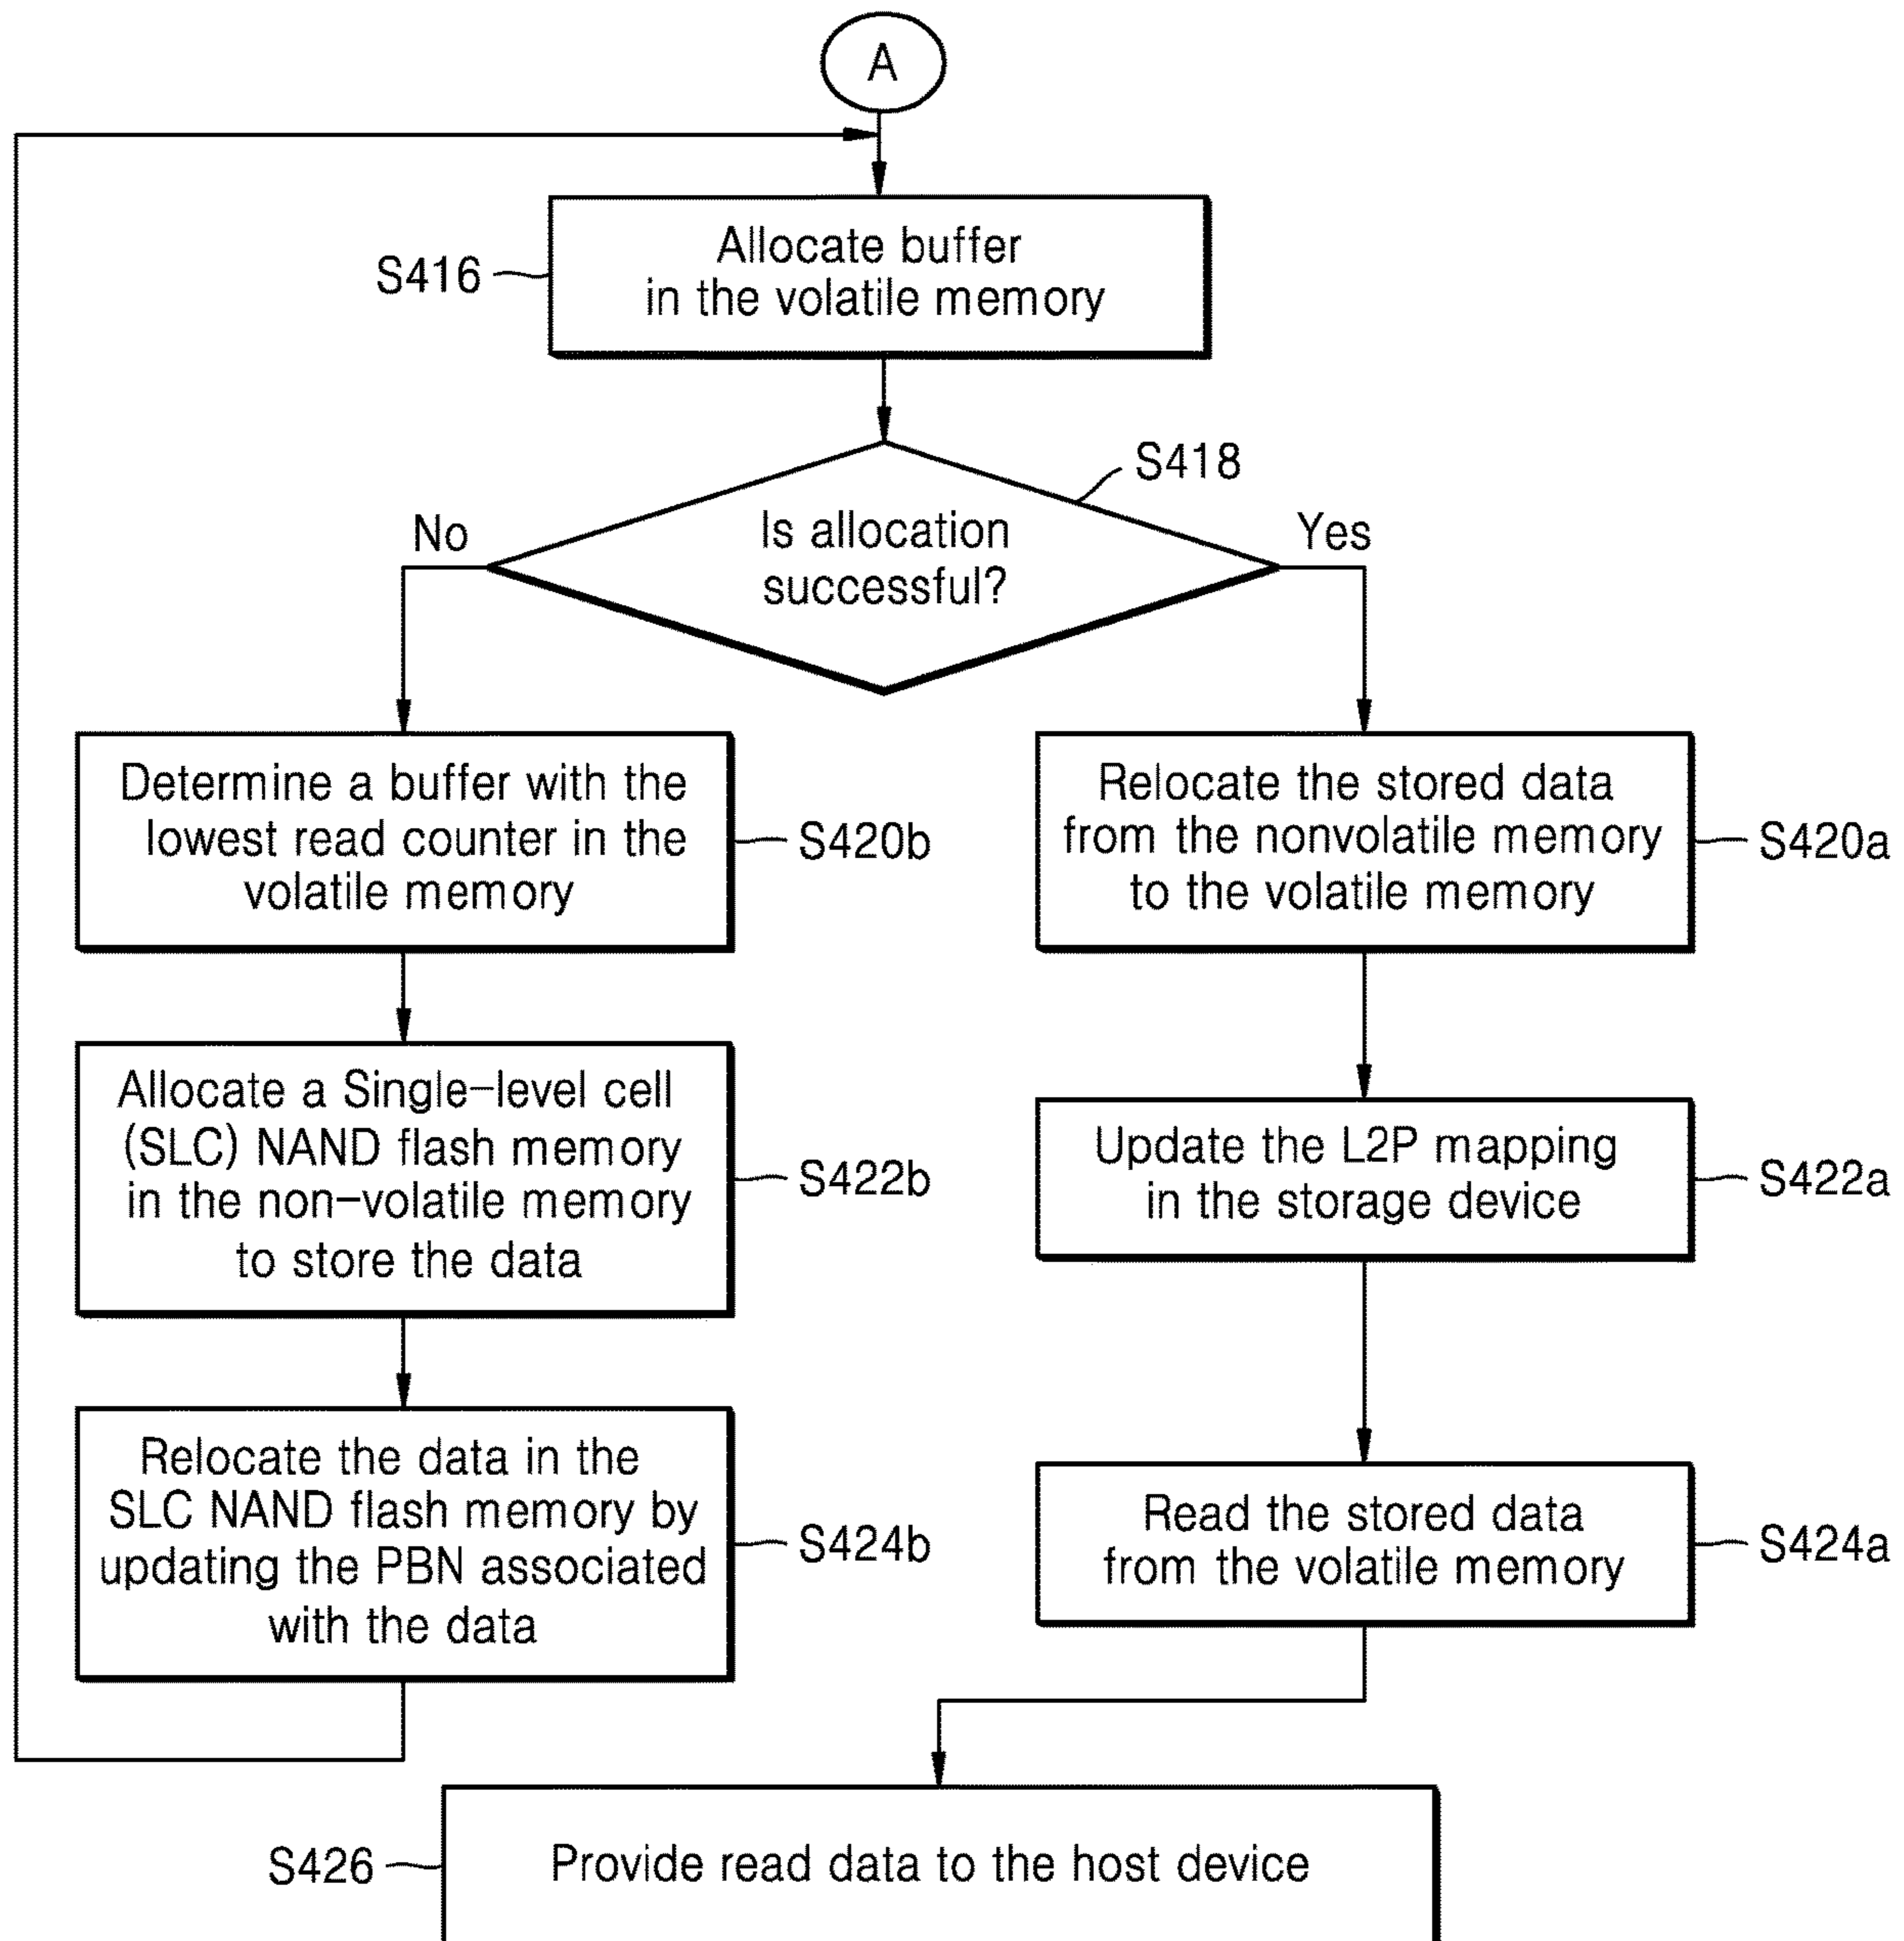 A
S416
Allocate buffer
in the volatile memory
S418
Is allocation
successful?
No
Yes
Determine a buffer with the
lowest read counter in the
volatile memory
S420b
Relocate the stored data
from the nonvolatile memory
to the volatile memory
S420a
Allocate a Single-level cell
(SLC) NAND flash memory
in the non-volatile memory
to store the data
S422b
Update the L2P mapping
in the storage device
S422a
Relocate the data in the
SLC NAND flash memory by
updating the PBN associated
with the data
S424b
Read the stored data
from the volatile memory
S424a
S426
Provide read data to the host device